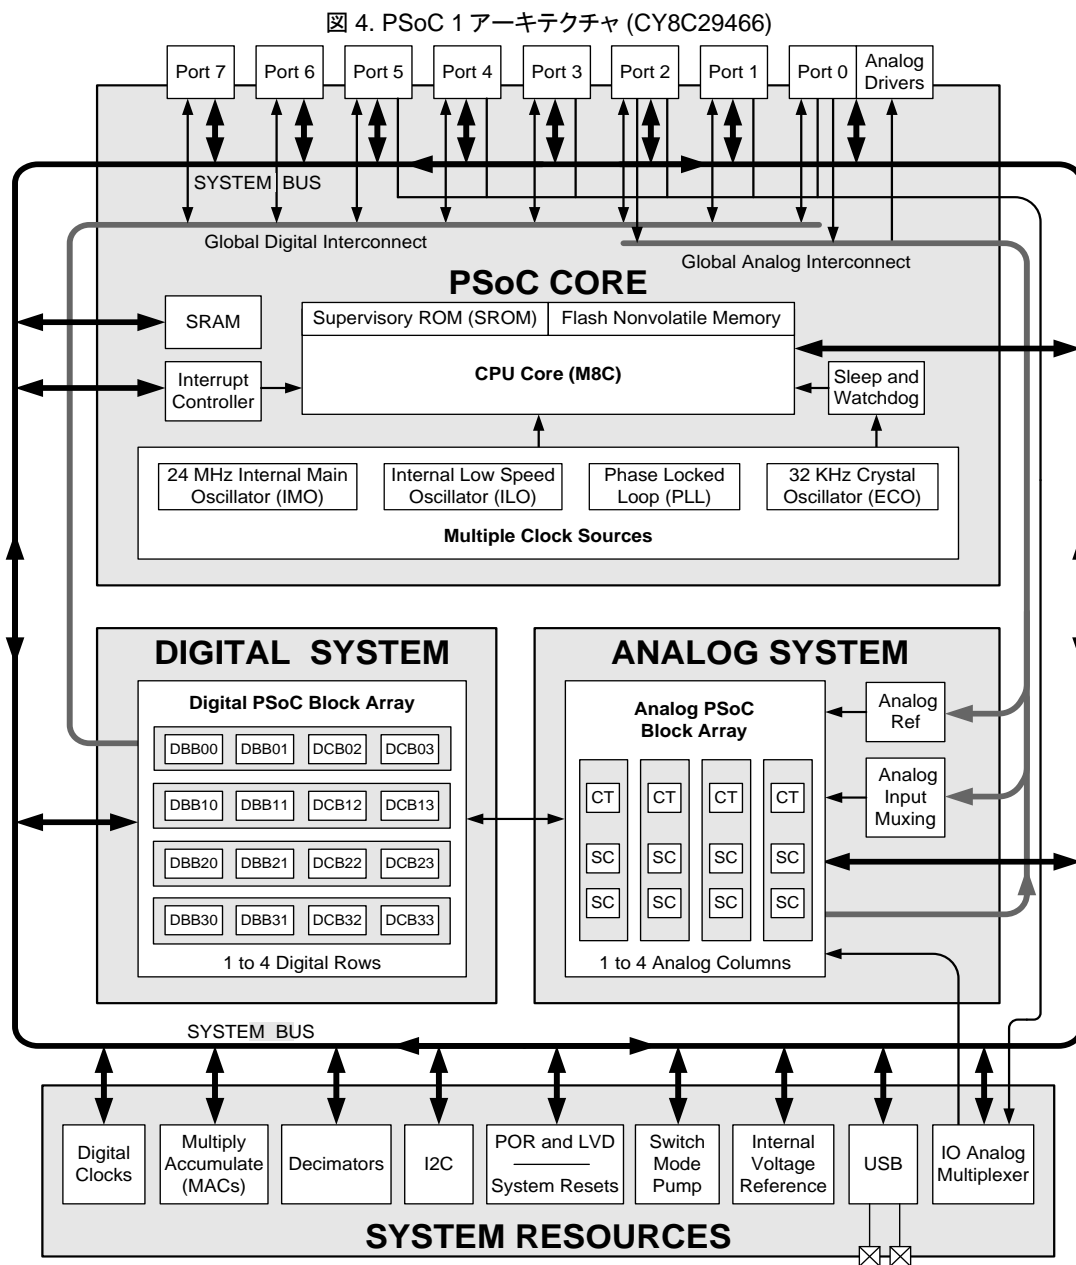 図 4. PSoC 1 アーキテクチャ (CY8C29466)
Port 7
Port 6
Port 5
Port 4
Port 3
Port 2
Port 1
Port 0
Analog
Drivers
SYSTEM BUS
Global Digital Interconnect
Global Analog Interconnect
PSoC CORE
SRAM
Supervisory ROM (SROM)
Flash Nonvolatile Memory
CPU Core (M8C)
Interrupt
Controller
Sleep and
Watchdog
24 MHz Internal Main
Oscillator (IMO)
Internal Low Speed
Oscillator (ILO)
Phase Locked
Loop (PLL)
32 KHz Crystal
Oscillator (ECO)
Multiple Clock Sources
DIGITAL SYSTEM
Digital PSoC Block Array
DBB00
DBB01
DCB02
DCB03
DBB10
DBB11
DCB12
DCB13
DBB20
DBB21
DCB22
DCB23
DBB30
DBB31
DCB32
DCB33
1 to 4 Digital Rows
ANALOG SYSTEM
Analog PSoC
Block Array
CT
CT
CT
CT
SC
SC
SC
SC
SC
SC
SC
SC
1 to 4 Analog Columns
Analog
Ref
Analog
Input
Muxing
SYSTEM BUS
Digital
Clocks
Multiply
Accumulate
(MACs)
Decimators
I2C
POR and LVD
System Resets
Switch
Mode
Pump
Internal
Voltage
Reference
USB
IO Analog
Multiplexer
SYSTEM RESOURCES